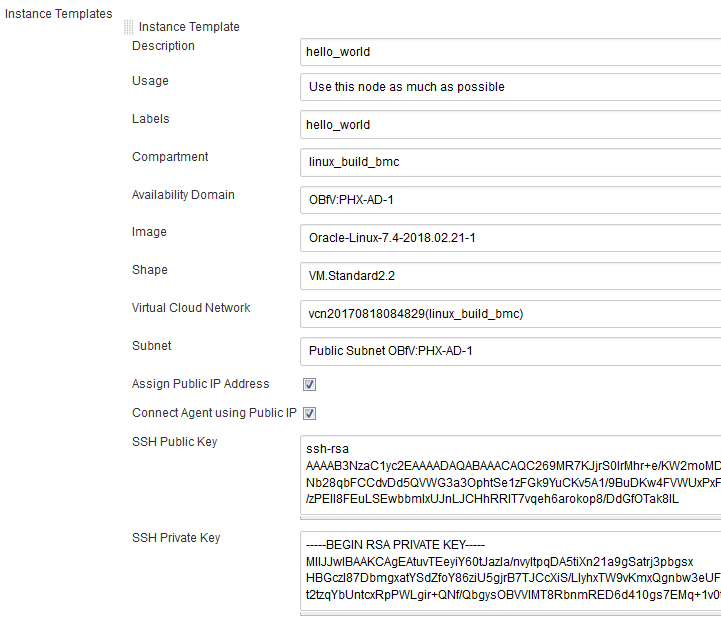 Instance Templates
Instance Template
Description
hello_world
Usage
Use this node as much as possible
Labels
hello_world
Compartment
linux_build_bmc
Availability Domain
OBfV:PHX-AD-1
Image
Oracle-Linux-7.4-2018.02.21-1
Shape
VM.Standard2.2
Virtual Cloud Network
vcn20170818084829(linux_build_bmc)
Subnet
Public Subnet OBfV:PHX-AD-1
Assign Public IP Address
Connect Agent using Public IP
SSH Public Key
ssh-rsa
AAAAB3NzaC1yc2EAAAADAQABAAACAQC269MR7KJjrS0IrMhr+e/KW2moMD
Nb28qbFCCdvDd5QVWG3a3OphtSe1zFGk9YuCKv5A1/9BuDKw4FVWUxPxF
/zPEII8FEuLSEwbbmIxUJnLJCHhRRIT7vqeh6arokop8/DdGfOTak8IL
SSH Private Key
-----BEGIN RSA PRIVATE KEY-----
MIIJJwIBAAKCAgEAtuvTEeyiY60tJazIa/nvyItpqDA5tiXn21a9gSatrj3pbgsx
HBGczI87DbmgxatYSdZfoY86ziU5gjrB7TJCcXiS/LIyhxTW9vKmxQgnbw3eUF
t2tzqYbUntcxRpPWLgir+QNf/QbgysOBVVIMT8RbnmRED6d410gs7EMq+1v0